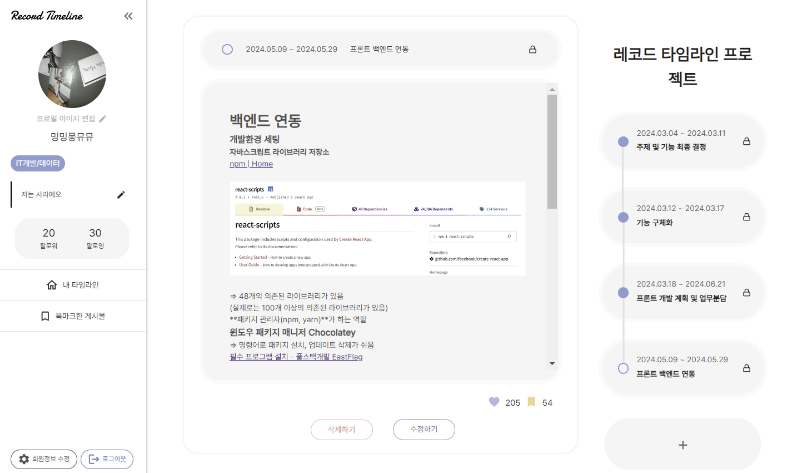 Record Timeline
프로필 이미지 편집
밍밍몽뮤뮤
IT개발/데이터
저는 사라예오
20 30
팔로워 팔로잉
내 타임라인
북마크한 게시물
회원정보 수정
로그아웃
2024.05.09 ~ 2024.05.29 프론트 백엔드 연동
백엔드 연동
개발환경 세팅
자바스크립트 라이브러리 저장소
npm | Home
react-scripts
Readme
Code
react-scripts
This package includes scripts and configuration used by Create React App.
Please refer to its documentation:
Getting Started – How to create a new app.
User Guide – How to develop apps bootstrapped with Create React App.
Install
npm i react-scripts
Repository
github.com/facebook/create-react-app
Homepage
⇒ 48개의 의존된 라이브러리가 있음
(실제로는 100개 이상의 의존된 라이브러리가 있음)
**패키지 관리자(npm, yarn)**가 하는 역할
윈도우 패키지 매니저 Chocolatey
⇒ 명령어로 패키지 설치, 업데이트 삭제가 쉬움
필수 프로그램 설치 - 풀스택개발 EastFlag
205 54
삭제하기
수정하기
레코드 타임라인 프로
젝트
2024.03.04 ~ 2024.03.11
주제 및 기능 최종 결정
2024.03.12 ~ 2024.03.17
기능 구체화
2024.03.18 ~ 2024.06.21
프론트 개발 계획 및 업무분담
2024.05.09 ~ 2024.05.29
프론트 백엔드 연동
+